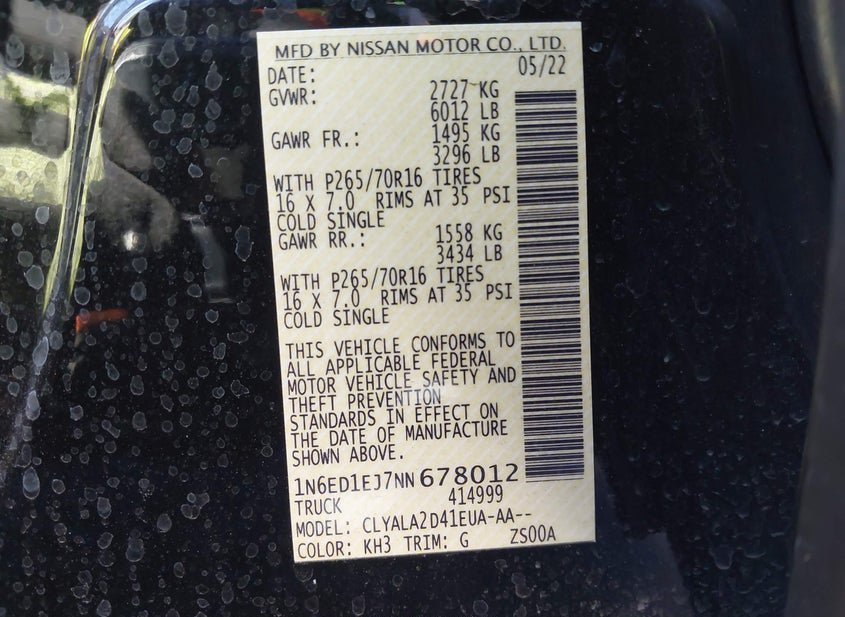 MFD BY NISSAN MOTOR CO., LTD.
DATE: 05/22
GVWR: 2727 KG
6012 LB
GAWR FR.: 1495 KG
3296 LB
WITH P265/70R16 TIRES
16 X 7.0 RIMS AT 35 PSI
COLD SINGLE
GAWR RR.: 1558 KG
3434 LB
WITH P265/70R16 TIRES
16 X 7.0 RIMS AT 35 PSI
COLD SINGLE
THIS VEHICLE CONFORMS TO
ALL APPLICABLE FEDERAL
MOTOR VEHICLE SAFETY AND
THEFT PREVENTION
STANDARDS IN EFFECT ON
THE DATE OF MANUFACTURE
SHOWN ABOVE.
1N6ED1EJ7NN678012
TRUCK 414999
MODEL: CLYALA2D41EUA-AA--
COLOR: KH3 TRIM: G ZS00A